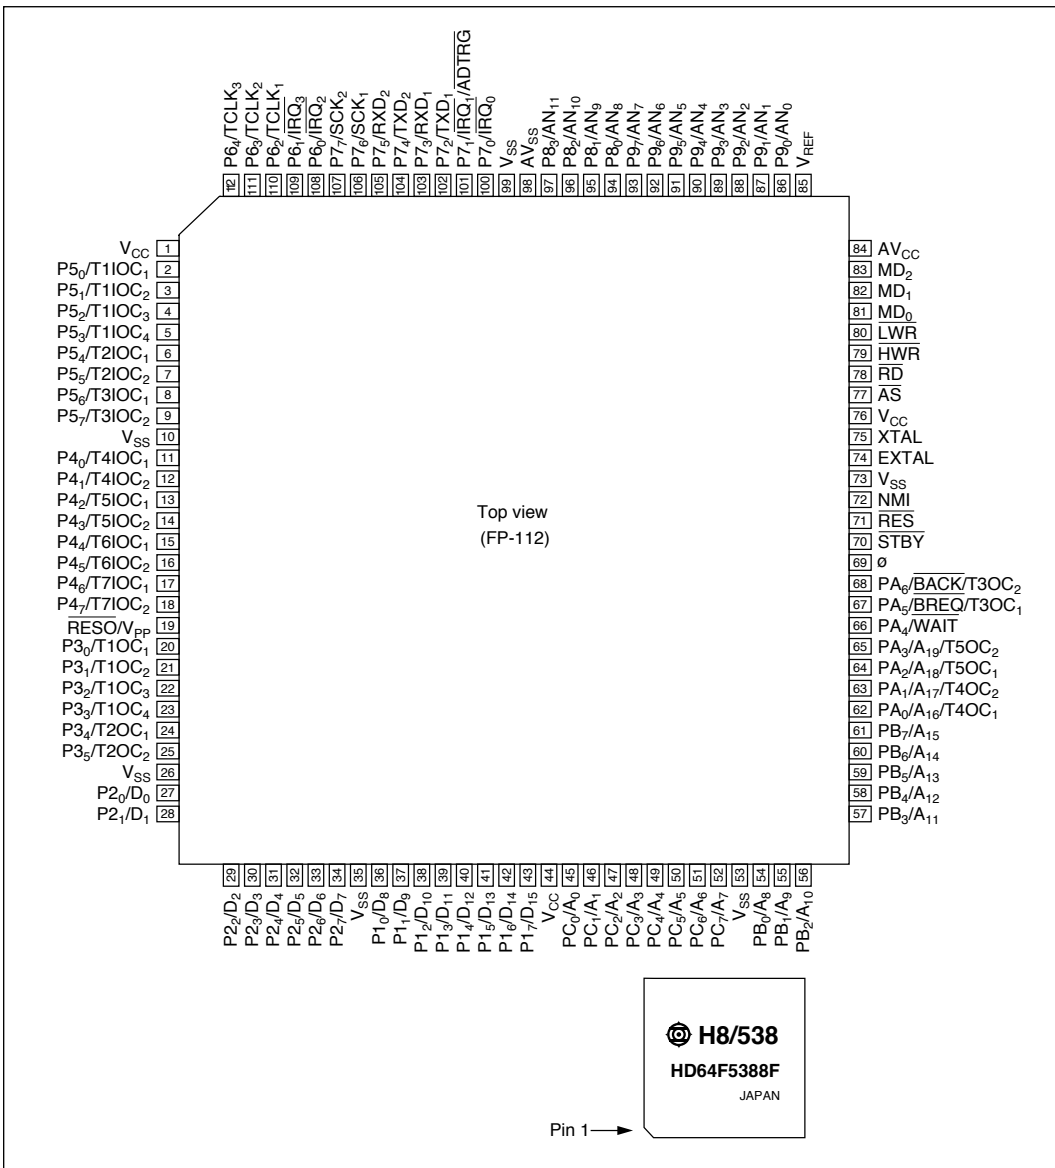 P6₄/TCLK₃
P6₃/TCLK₂
P6₂/TCLK₁
P6₁/IRQ₃
P6₀/IRQ₂
P7₇/SCK₂
P7₆/SCK₁
P7₅/RXD₂
P7₄/TXD₂
P7₃/RXD₁
P7₂/TXD₁
P7₁/IRQ₁/ADTRG
P7₀/IRQ₀
V_SS
AV_SS
P8₃/AN₁₁
P8₂/AN₁₀
P8₁/AN₉
P8₀/AN₈
P9₇/AN₇
P9₆/AN₆
P9₅/AN₅
P9₄/AN₄
P9₃/AN₃
P9₂/AN₂
P9₁/AN₁
P9₀/AN₀
V_REF
112 111 110 109 108 107 106 105 104 103 102 101 100 99 98 97 96 95 94 93 92 91 90 89 88 87 86 85
V_CC 1
P5₀/T1IOC₁ 2
P5₁/T1IOC₂ 3
P5₂/T1IOC₃ 4
P5₃/T1IOC₄ 5
P5₄/T2IOC₁ 6
P5₅/T2IOC₂ 7
P5₆/T3IOC₁ 8
P5₇/T3IOC₂ 9
V_SS 10
P4₀/T4IOC₁ 11
P4₁/T4IOC₂ 12
P4₂/T5IOC₁ 13
P4₃/T5IOC₂ 14
P4₄/T6IOC₁ 15
P4₅/T6IOC₂ 16
P4₆/T7IOC₁ 17
P4₇/T7IOC₂ 18
RESO/V_PP 19
P3₀/T1OC₁ 20
P3₁/T1OC₂ 21
P3₂/T1OC₃ 22
P3₃/T1OC₄ 23
P3₄/T2OC₁ 24
P3₅/T2OC₂ 25
V_SS 26
P2₀/D₀ 27
P2₁/D₁ 28
Top view
(FP-112)
84 AV_CC
83 MD₂
82 MD₁
81 MD₀
80 LWR
79 HWR
78 RD
77 AS
76 V_CC
75 XTAL
74 EXTAL
73 V_SS
72 NMI
71 RES
70 STBY
69 ø
68 PA₆/BACK/T3OC₂
67 PA₅/BREQ/T3OC₁
66 PA₄/WAIT
65 PA₃/A₁₉/T5OC₂
64 PA₂/A₁₈/T5OC₁
63 PA₁/A₁₇/T4OC₂
62 PA₀/A₁₆/T4OC₁
61 PB₇/A₁₅
60 PB₆/A₁₄
59 PB₅/A₁₃
58 PB₄/A₁₂
57 PB₃/A₁₁
29 30 31 32 33 34 35 36 37 38 39 40 41 42 43 44 45 46 47 48 49 50 51 52 53 54 55 56
P2₂/D₂
P2₃/D₃
P2₄/D₄
P2₅/D₅
P2₆/D₆
P2₇/D₇
V_SS
P1₀/D₈
P1₁/D₉
P1₂/D₁₀
P1₃/D₁₁
P1₄/D₁₂
P1₅/D₁₃
P1₆/D₁₄
P1₇/D₁₅
V_CC
PC₀/A₀
PC₁/A₁
PC₂/A₂
PC₃/A₃
PC₄/A₄
PC₅/A₅
PC₆/A₆
PC₇/A₇
V_SS
PB₀/A₈
PB₁/A₉
PB₂/A₁₀
H8/538
HD64F5388F
JAPAN
Pin 1